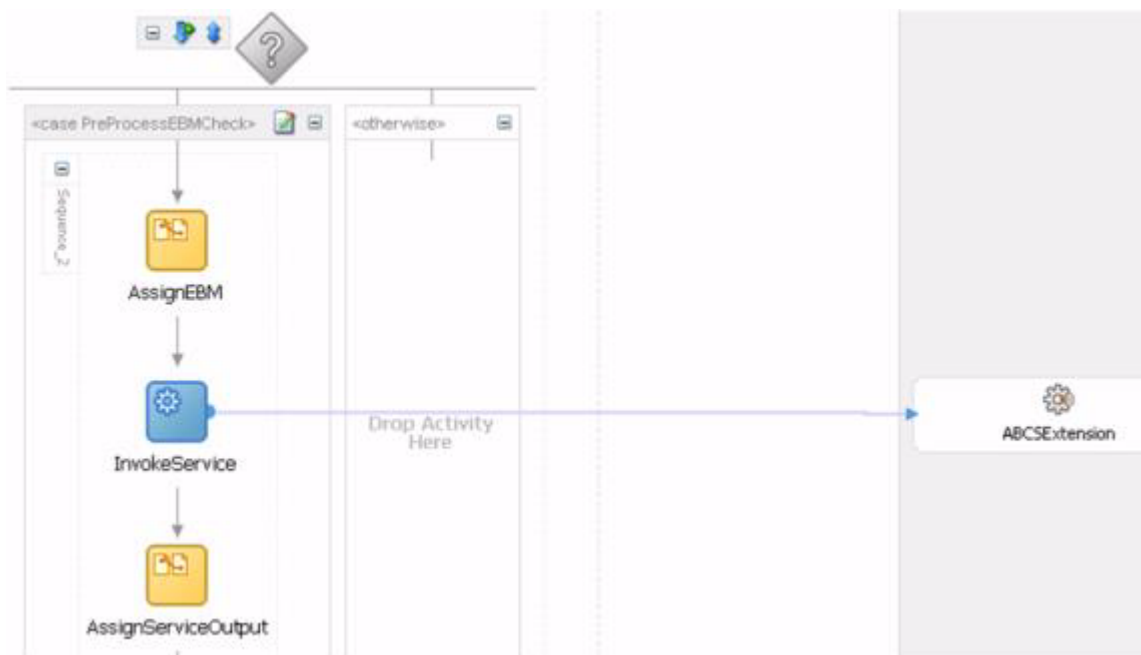 <case PreProcessEBMCheck>
<otherwise>
Sequence_2
AssignEBM
InvokeService
Drop Activity
Here
ABCSExtension
AssignServiceOutput